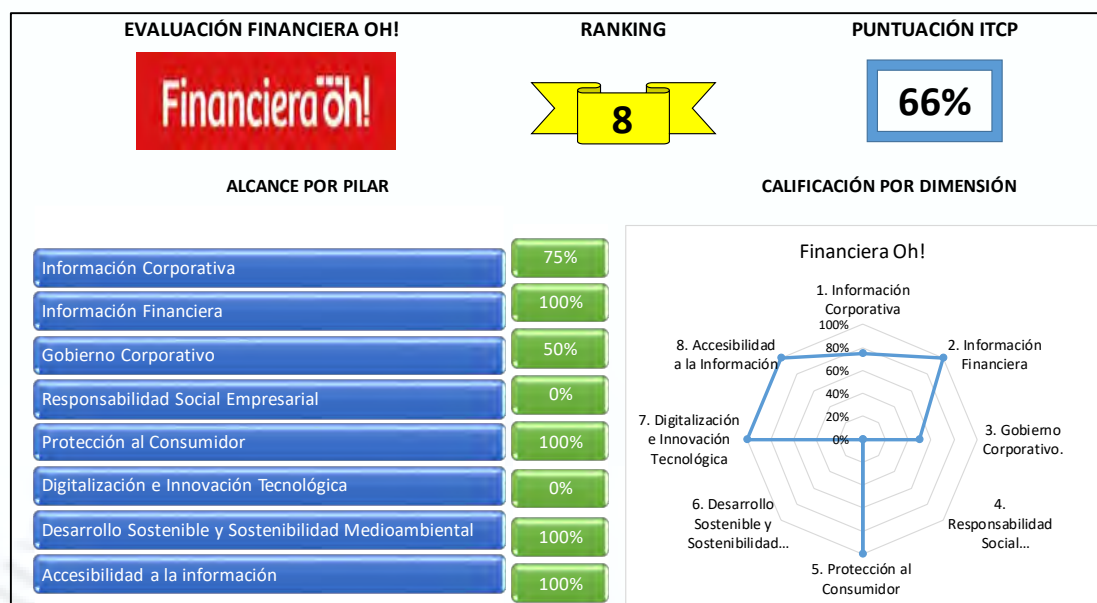 EVALUACIÓN FINANCIERA OH!
RANKING
PUNTUACIÓN ITCP
Financiera öh!
8
66%
ALCANCE POR PILAR
CALIFICACIÓN POR DIMENSIÓN
Información Corporativa
75%
Información Financiera
100%
Gobierno Corporativo
50%
Responsabilidad Social Empresarial
0%
Protección al Consumidor
100%
Digitalización e Innovación Tecnológica
0%
Desarrollo Sostenible y Sostenibilidad Medioambiental
100%
Accesibilidad a la información
100%
Financiera Oh!
1. Información
Corporativa
2. Información
Financiera
3. Gobierno
Corporativo.
4.
Responsabilidad
Social...
5. Protección al
Consumidor
6. Desarrollo
Sostenible y
Sostenibilidad...
7. Digitalización
e Innovación
Tecnológica
8. Accesibilidad
a la Información
100%
80%
60%
40%
20%
0%